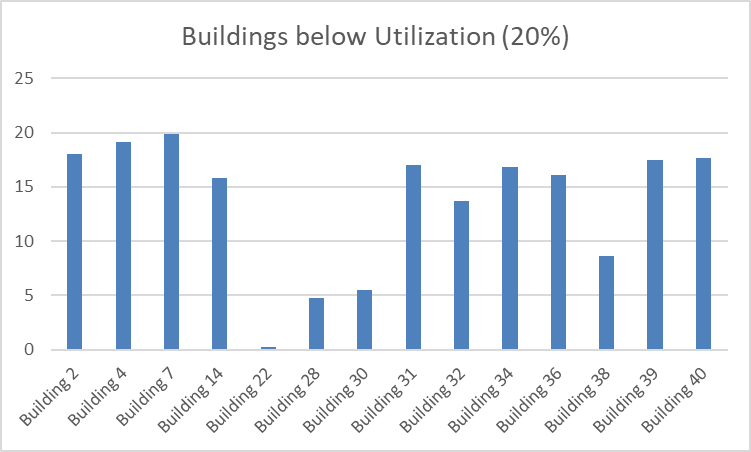 Buildings below Utilization (20%)
25
20
15
10
5
0
Building 2
Building 4
Building 7
Building 14
Building 22
Building 28
Building 30
Building 31
Building 32
Building 34
Building 36
Building 38
Building 39
Building 40